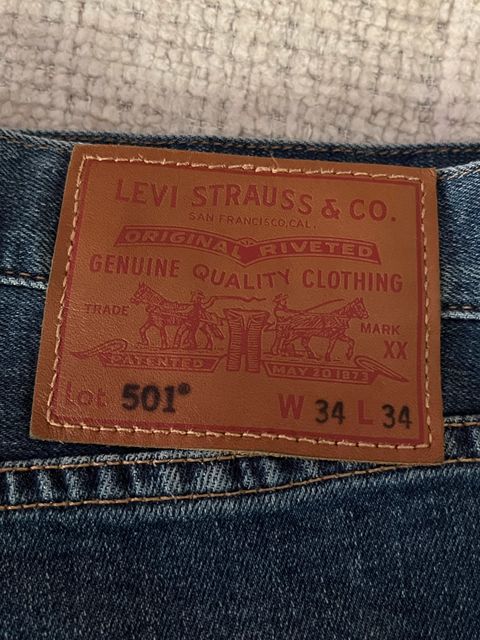 LEVI STRAUSS & CO.
SAN FRANCISCO, CAL.
ORIGINAL RIVETED
GENUINE QUALITY CLOTHING
TRADE MARK
XX
PATENTED MAY 20 1873
Lot 501® W 34 L 34